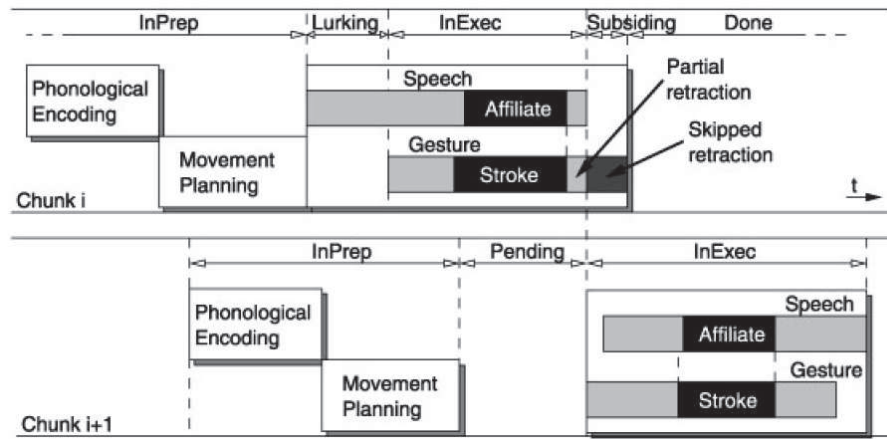 InPrep Lurking InExec Subsiding Done
Phonological
Encoding
Speech
Affiliate
Partial
retraction
Movement
Planning
Gesture
Stroke
Skipped
retraction
Chunk i
t
InPrep Pending InExec
Phonological
Encoding
Speech
Affiliate
Movement
Planning
Gesture
Stroke
Chunk i+1